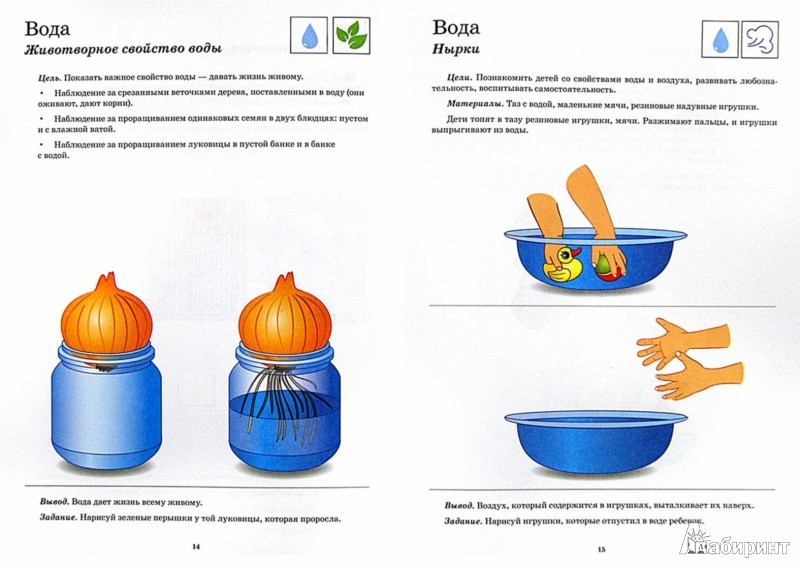 Вода
Животворное свойство воды
Цель. Показать важное свойство воды — давать жизнь живому.
• Наблюдение за срезанными веточками дерева, поставленными в воду (они
оживают, дают корни).
• Наблюдение за проращиванием одинаковых семян в двух блюдцах: пустом
и с влажной ватой.
• Наблюдение за проращиванием луковицы в пустой банке и в банке
с водой.
Вывод. Вода дает жизнь всему живому.
Задание. Нарисуй зеленые перышки у той луковицы, которая проросла.
14
Вода
Нырки
Цели. Познакомить детей со свойствами воды и воздуха, развивать любозна-
тельность, воспитывать самостоятельность.
Материалы. Таз с водой, маленькие мячи, резиновые надувные игрушки.
Дети топят в тазу резиновые игрушки, мячи. Разжимают пальцы, и игрушки
выпрыгивают из воды.
Вывод. Воздух, который содержится в игрушках, выталкивает их наверх.
Задание. Нарисуй игрушки, которые отпустил в воде ребенок.
15
Лабиринт